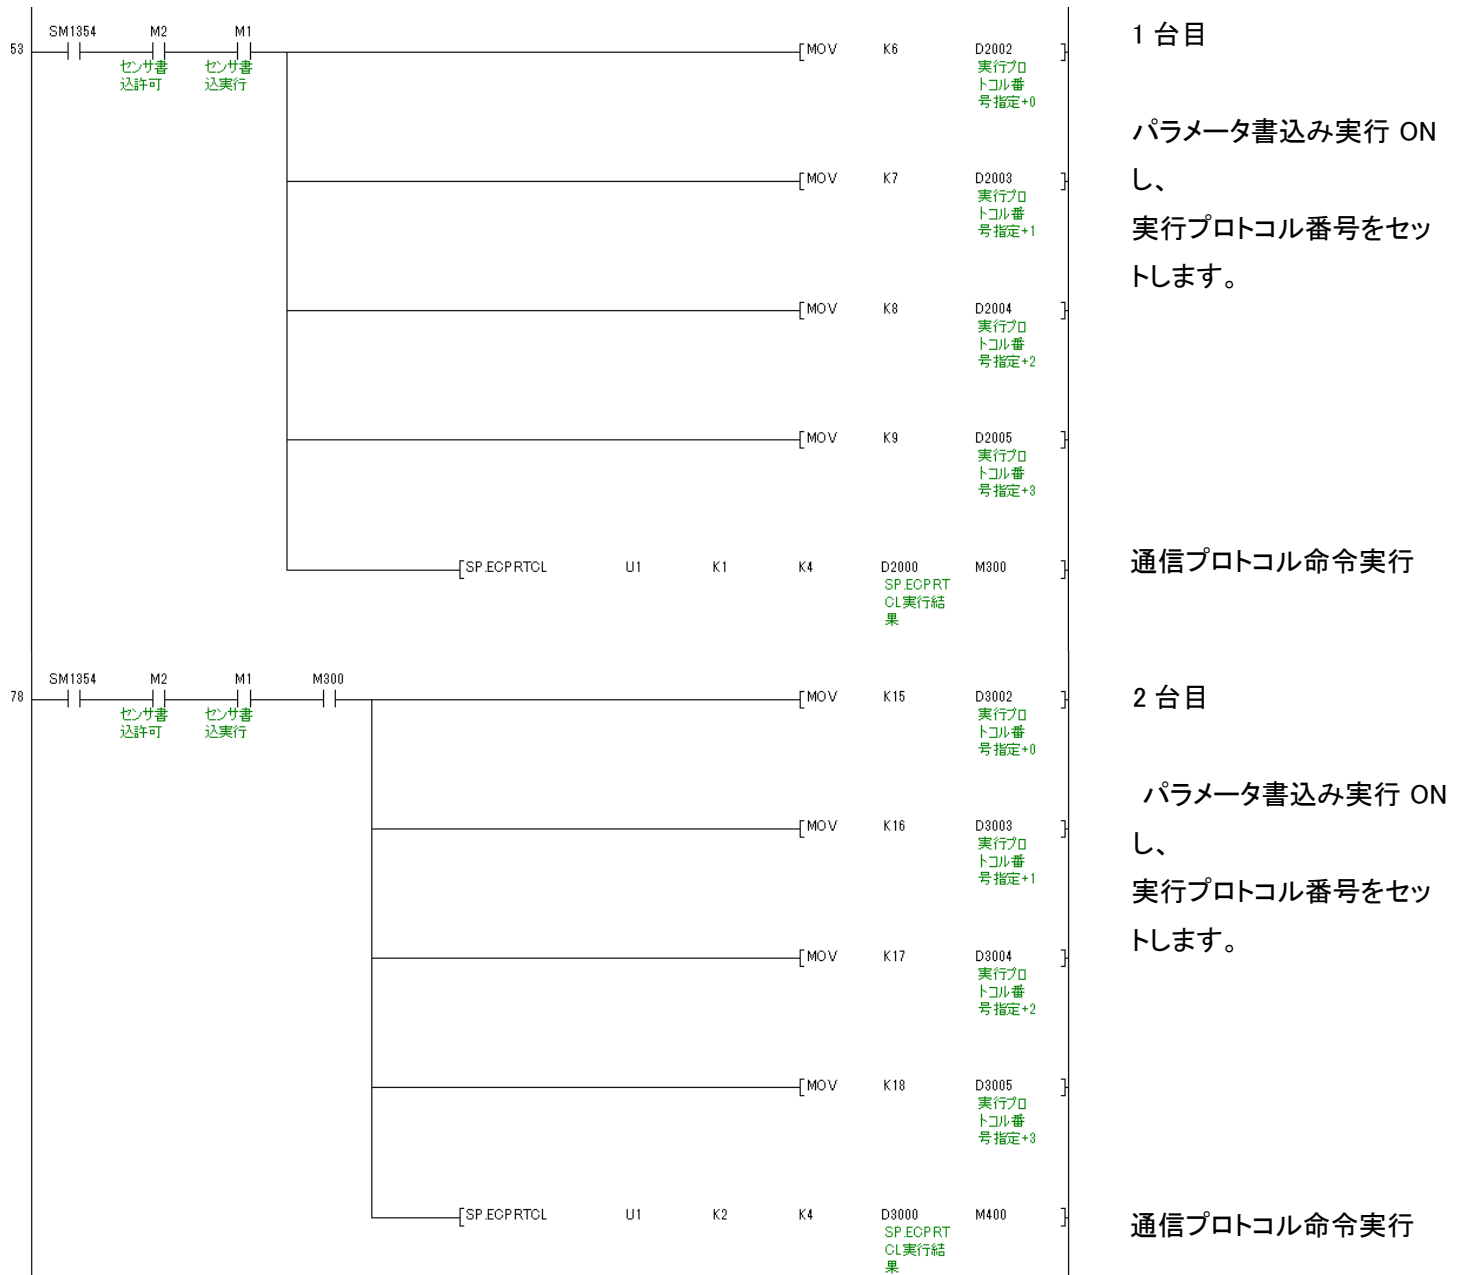 SM1354 M2 M1
53 [MOV K6 D2002 ]
センサ書 センサ書
込許可 込実行
実行プロ
トコル番
号指定+0
1 台目
パラメータ書込み実行 ON
し、
実行プロトコル番号をセッ
トします。
[MOV K7 D2003 ]
実行プロ
トコル番
号指定+1
[MOV K8 D2004 ]
実行プロ
トコル番
号指定+2
[MOV K9 D2005 ]
実行プロ
トコル番
号指定+3
[SP.ECPRTCL U1 K1 K4 D2000 M300 ]
SP.ECPRT
CL実行結
果
通信プロトコル命令実行
SM1354 M2 M1 M300
78 [MOV K15 D3002 ]
センサ書 センサ書
込許可 込実行
実行プロ
トコル番
号指定+0
2 台目
パラメータ書込み実行 ON
し、
実行プロトコル番号をセッ
トします。
[MOV K16 D3003 ]
実行プロ
トコル番
号指定+1
[MOV K17 D3004 ]
実行プロ
トコル番
号指定+2
[MOV K18 D3005 ]
実行プロ
トコル番
号指定+3
[SP.ECPRTCL U1 K2 K4 D3000 M400 ]
SP.ECPRT
CL実行結
果
通信プロトコル命令実行